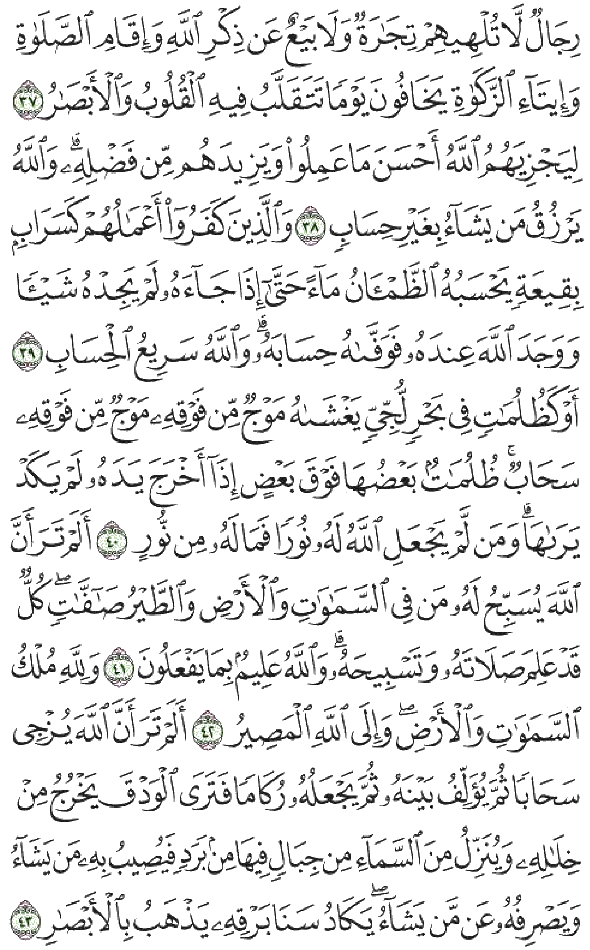 رِجَالٌ لَّا تُلْهِيهِمْ تِجَٰرَةٌ وَلَا بَيْعٌ عَن ذِكْرِ ٱللَّهِ وَإِقَامِ ٱلصَّلَوٰةِ
وَإِيتَآءِ ٱلزَّكَوٰةِ يَخَافُونَ يَوْمًا تَتَقَلَّبُ فِيهِ ٱلْقُلُوبُ وَٱلْأَبْصَٰرُ ٣٧
لِيَجْزِيَهُمُ ٱللَّهُ أَحْسَنَ مَا عَمِلُوا۟ وَيَزِيدَهُم مِّن فَضْلِهِۦ ۗ وَٱللَّهُ
يَرْزُقُ مَن يَشَآءُ بِغَيْرِ حِسَابٍ ٣٨ وَٱلَّذِينَ كَفَرُوٓا۟ أَعْمَٰلُهُمْ كَسَرَابٍۭ
بِقِيعَةٍ يَحْسَبُهُ ٱلظَّمْـَٔانُ مَآءً حَتَّىٰٓ إِذَا جَآءَهُۥ لَمْ يَجِدْهُ شَيْـًٔا
وَوَجَدَ ٱللَّهَ عِندَهُۥ فَوَفَّىٰهُ حِسَابَهُۥ ۗ وَٱللَّهُ سَرِيعُ ٱلْحِسَابِ ٣٩
أَوْ كَظُلُمَٰتٍ فِى بَحْرٍ لُّجِّىٍّ يَغْشَىٰهُ مَوْجٌ مِّن فَوْقِهِۦ مَوْجٌ مِّن فَوْقِهِۦ
سَحَابٌ ۚ ظُلُمَٰتٌۢ بَعْضُهَا فَوْقَ بَعْضٍ إِذَآ أَخْرَجَ يَدَهُۥ لَمْ يَكَدْ
يَرَىٰهَا ۗ وَمَن لَّمْ يَجْعَلِ ٱللَّهُ لَهُۥ نُورًا فَمَا لَهُۥ مِن نُّورٍ ٤٠ أَلَمْ تَرَ أَنَّ
ٱللَّهَ يُسَبِّحُ لَهُۥ مَن فِى ٱلسَّمَٰوَٰتِ وَٱلْأَرْضِ وَٱلطَّيْرُ صَٰٓفَّٰتٍ ۖ كُلٌّ
قَدْ عَلِمَ صَلَاتَهُۥ وَتَسْبِيحَهُۥ ۗ وَٱللَّهُ عَلِيمٌۢ بِمَا يَفْعَلُونَ ٤١ وَلِلَّهِ مُلْكُ
ٱلسَّمَٰوَٰتِ وَٱلْأَرْضِ ۖ وَإِلَى ٱللَّهِ ٱلْمَصِيرُ ٤٢ أَلَمْ تَرَ أَنَّ ٱللَّهَ يُزْجِى
سَحَابًا ثُمَّ يُؤَلِّفُ بَيْنَهُۥ ثُمَّ يَجْعَلُهُۥ رُكَامًا فَتَرَى ٱلْوَدْقَ يَخْرُجُ مِنْ
خِلَٰلِهِۦ وَيُنَزِّلُ مِنَ ٱلسَّمَآءِ مِن جِبَالٍ فِيهَا مِنۢ بَرَدٍ فَيُصِيبُ بِهِۦ مَن يَشَآءُ
وَيَصْرِفُهُۥ عَن مَّن يَشَآءُ ۖ يَكَادُ سَنَا بَرْقِهِۦ يَذْهَبُ بِٱلْأَبْصَٰرِ ٤٣